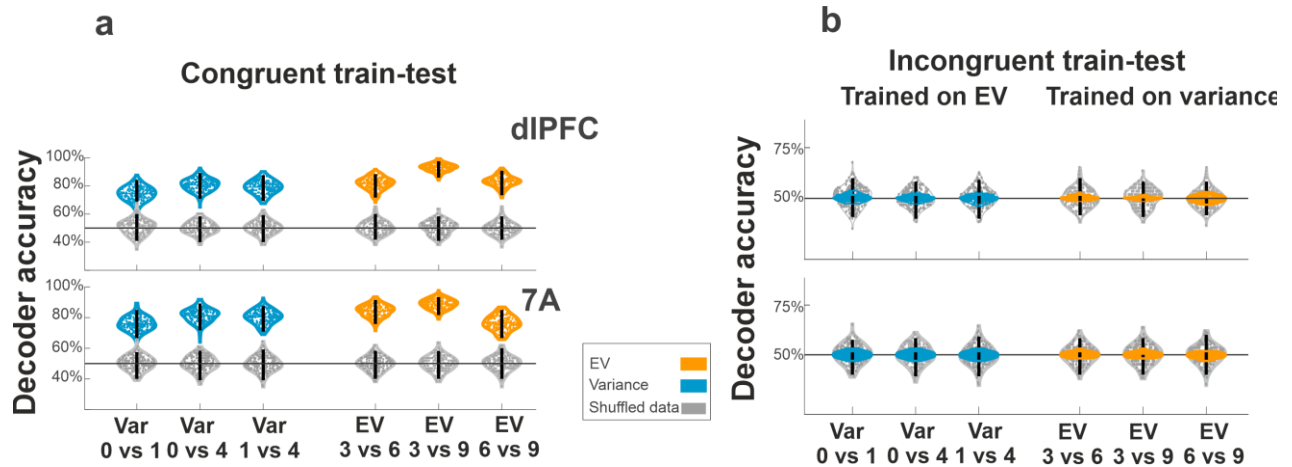 a
Congruent train-test
dlPFC
Decoder accuracy
100%
80%
60%
40%
7A
Decoder accuracy
100%
80%
60%
40%
Var
0 vs 1
Var
0 vs 4
Var
1 vs 4
EV
3 vs 6
EV
3 vs 9
EV
6 vs 9
EV
Variance
Shuffled data
b
Incongruent train-test
Trained on EV
Trained on variance
Decoder accuracy
75%
50%
75%
50%
Var
0 vs 1
Var
0 vs 4
Var
1 vs 4
EV
3 vs 6
EV
3 vs 9
EV
6 vs 9